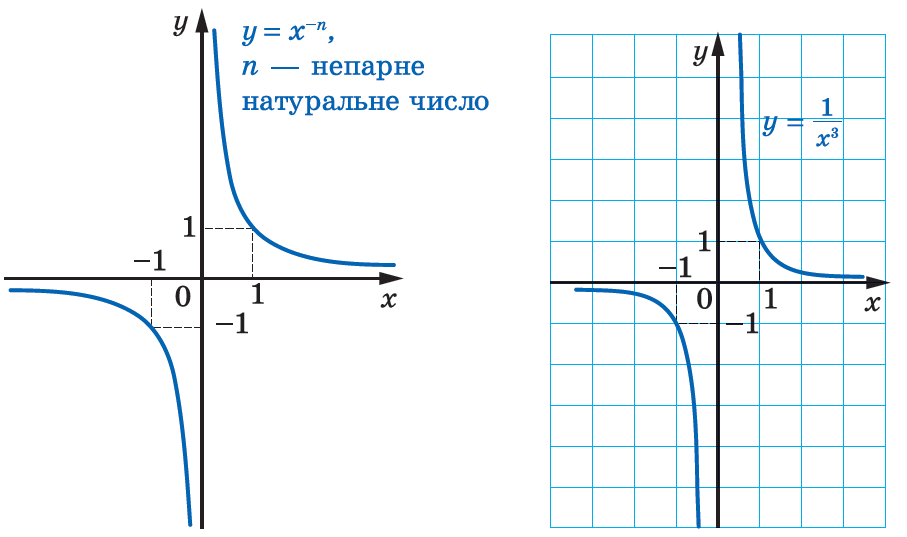 y
y = x⁻ⁿ,
n — непарне
натуральне число
1
−1
0
1
x
−1
y
y = 1/x³
1
−1
0
1
x
−1